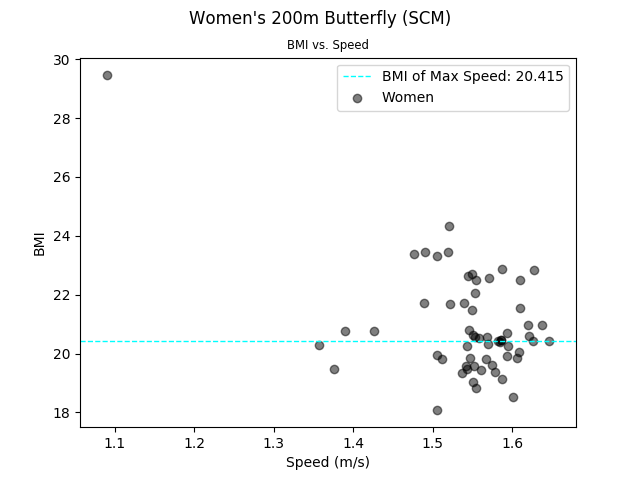 Women's 200m Butterfly (SCM)
BMI vs. Speed
BMI of Max Speed: 20.415
Women
30
28
26
24
22
20
18
BMI
1.1
1.2
1.3
1.4
1.5
1.6
Speed (m/s)